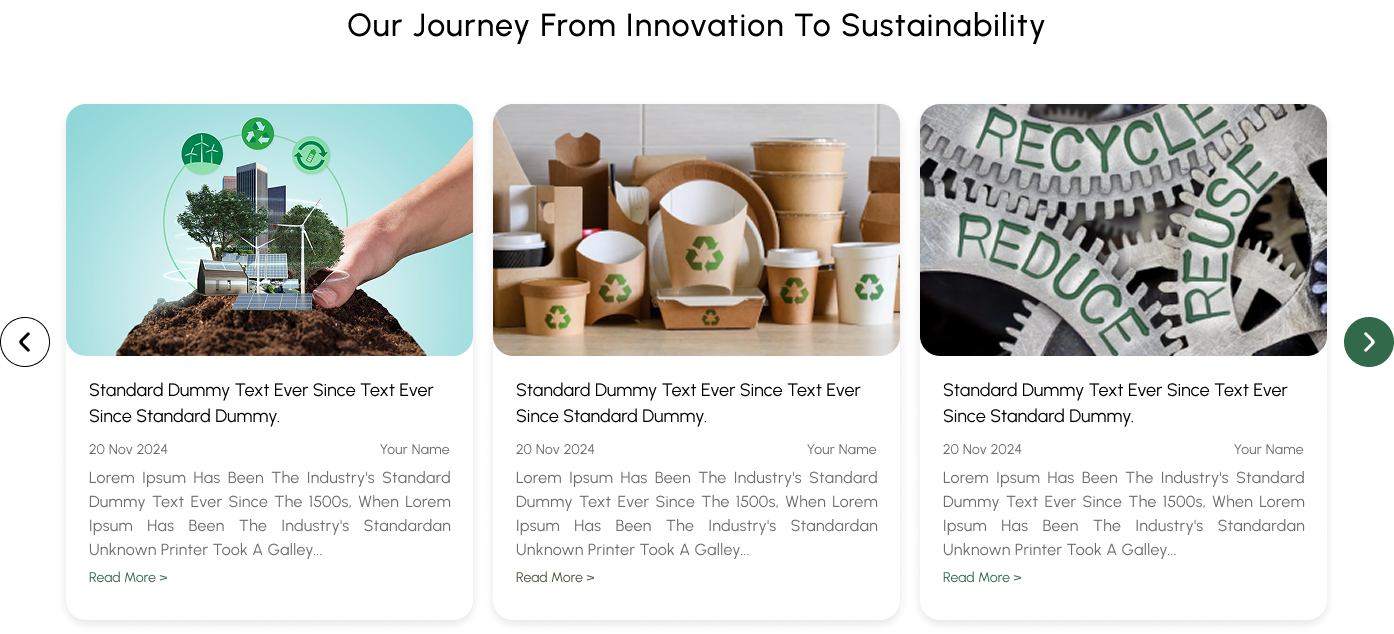 Our Journey From Innovation To Sustainability
RECYCLE
REDUCE
REUSE
Standard Dummy Text Ever Since Text Ever
Since Standard Dummy.
20 Nov 2024 Your Name
Lorem Ipsum Has Been The Industry's Standard
Dummy Text Ever Since The 1500s, When Lorem
Ipsum Has Been The Industry's Standardan
Unknown Printer Took A Galley...
Read More >
Standard Dummy Text Ever Since Text Ever
Since Standard Dummy.
20 Nov 2024 Your Name
Lorem Ipsum Has Been The Industry's Standard
Dummy Text Ever Since The 1500s, When Lorem
Ipsum Has Been The Industry's Standardan
Unknown Printer Took A Galley...
Read More >
Standard Dummy Text Ever Since Text Ever
Since Standard Dummy.
20 Nov 2024 Your Name
Lorem Ipsum Has Been The Industry's Standard
Dummy Text Ever Since The 1500s, When Lorem
Ipsum Has Been The Industry's Standardan
Unknown Printer Took A Galley...
Read More >